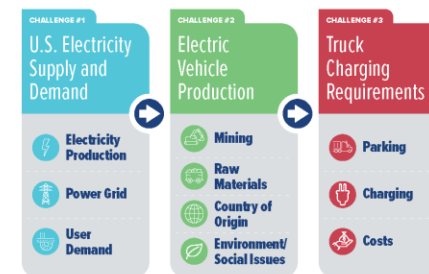 CHALLENGE #1
U.S. Electricity
Supply and
Demand
Electricity
Production
Power Grid
User
Demand
CHALLENGE #2
Electric
Vehicle
Production
Mining
Raw
Materials
Country of
Origin
Environment/
Social Issues
CHALLENGE #3
Truck
Charging
Requirements
Parking
Charging
Costs